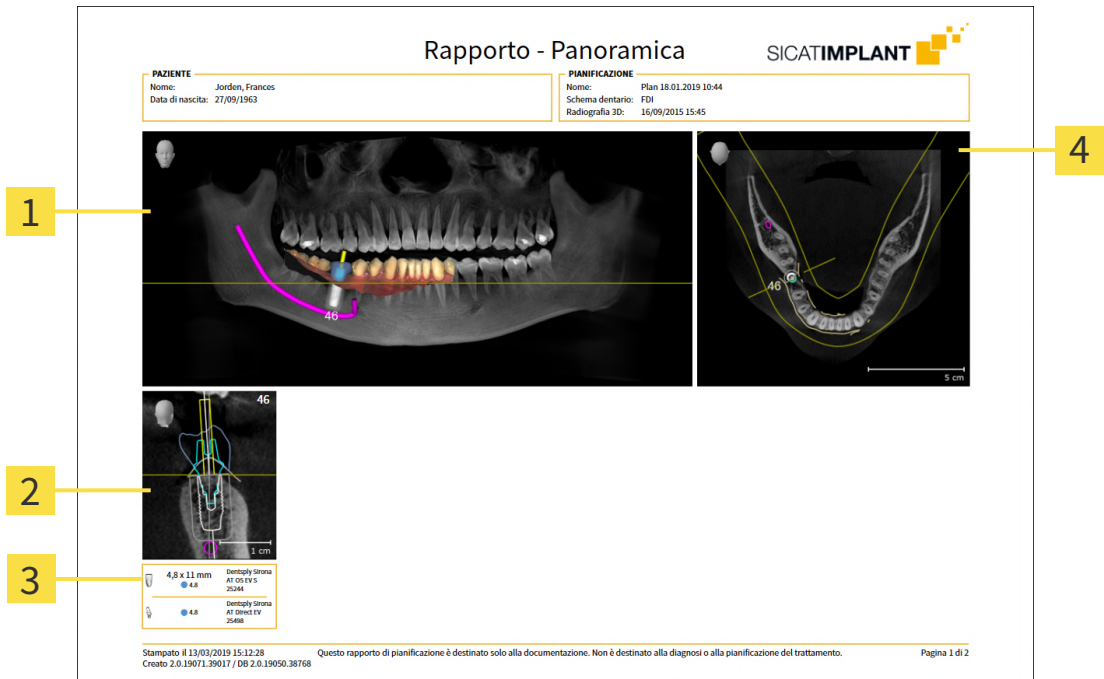 Rapporto - Panoramica
SICATIMPLANT
PAZIENTE
Nome: Jorden, Frances
Data di nascita: 27/09/1963
PIANIFICAZIONE
Nome: Plan 18.01.2019 10:44
Schema dentario: FDI
Radiografia 3D: 16/09/2015 15:45
1
46
4
46
5 cm
2
46
1 cm
3
4,8 x 11 mm
4.8
Dentsply Sirona
AT OS EV S
25244
4.8
Dentsply Sirona
AT Direct EV
25498
Stampato il 13/03/2019 15:12:28
Creato 2.0.19071.39017 / DB 2.0.19050.38768
Questo rapporto di pianificazione è destinato solo alla documentazione. Non è destinato alla diagnosi o alla pianificazione del trattamento.
Pagina 1 di 2